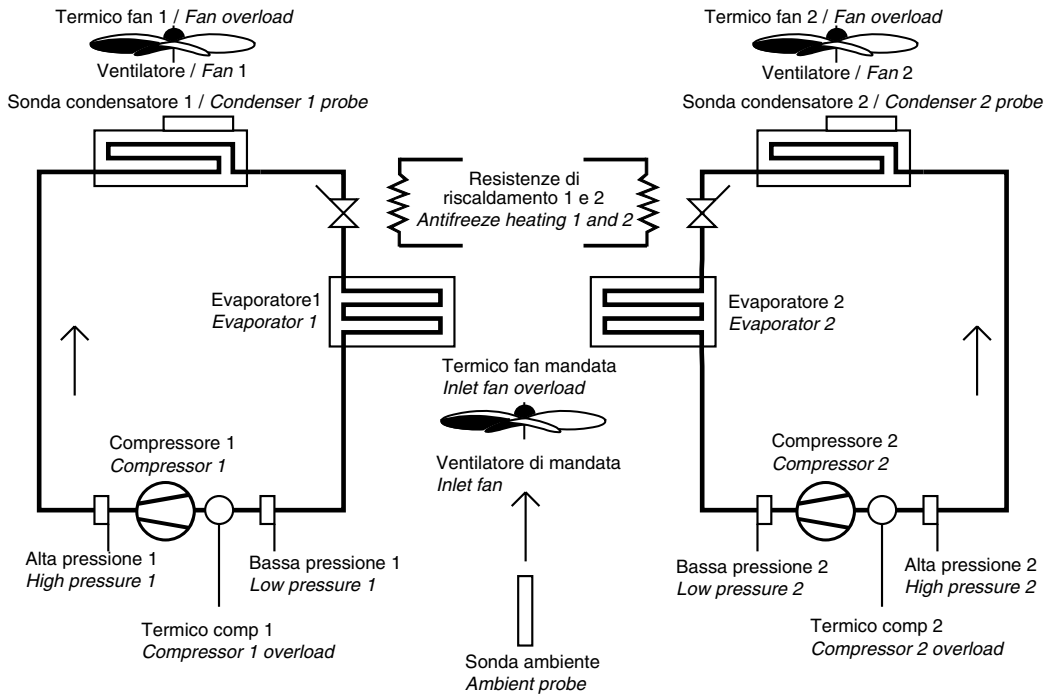 Termico fan 1 / Fan overload
Ventilatore / Fan 1
Sonda condensatore 1 / Condenser 1 probe
Termico fan 2 / Fan overload
Ventilatore / Fan 2
Sonda condensatore 2 / Condenser 2 probe
Resistenze di
riscaldamento 1 e 2
Antifreeze heating 1 and 2
Evaporatore1
Evaporator 1
Evaporatore 2
Evaporator 2
Termico fan mandata
Inlet fan overload
Ventilatore di mandata
Inlet fan
Compressore 1
Compressor 1
Compressore 2
Compressor 2
Alta pressione 1
High pressure 1
Bassa pressione 1
Low pressure 1
Bassa pressione 2
Low pressure 2
Alta pressione 2
High pressure 2
Termico comp 1
Compressor 1 overload
Termico comp 2
Compressor 2 overload
Sonda ambiente
Ambient probe